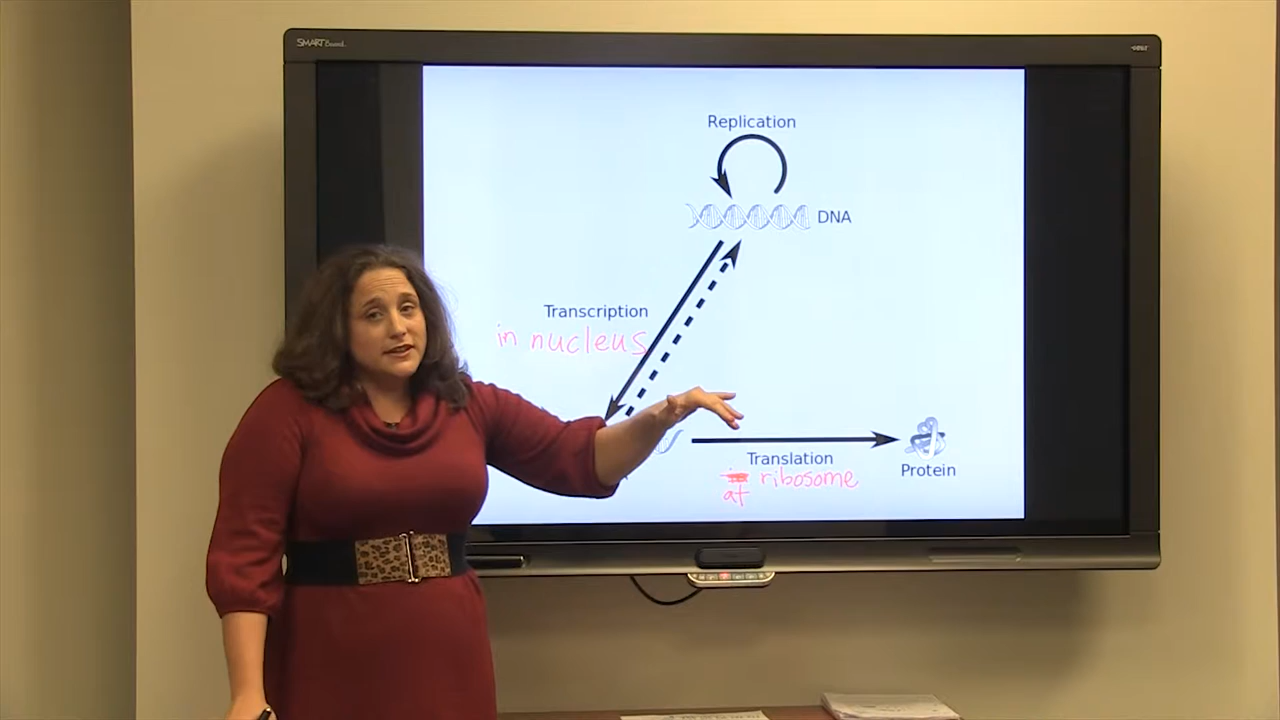 SMART Board
Replication
DNA
Transcription
in nucleus
Translation
at ribosome
Protein